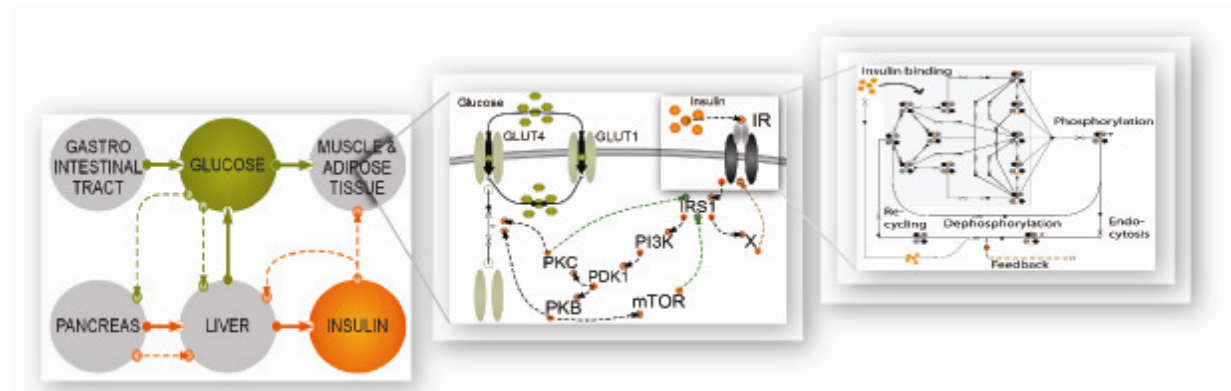 GASTRO
INTESTINAL
TRACT
GLUCOSE
MUSCLE &
ADIPOSE
TISSUE
PANCREAS
LIVER
INSULIN
Glucose
GLUT4
GLUT1
Insulin
IR
IRS1
PI3K
X
PKC
PDK1
PKB
mTOR
Insulin binding
Phosphorylation
Re-
cycling
Dephosphorylation
Endo-
cytosis
Feedback